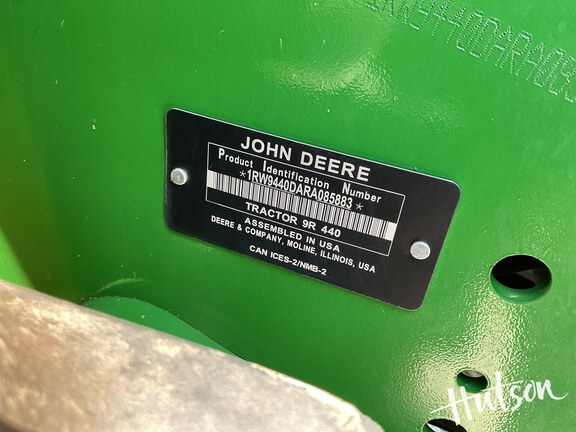 JOHN DEERE
Product Identification Number
*1RW9440DARA085883*
TRACTOR 9R 440
ASSEMBLED IN USA
DEERE & COMPANY, MOLINE, ILLINOIS, USA
CAN ICES-2/NMB-2
Hutson